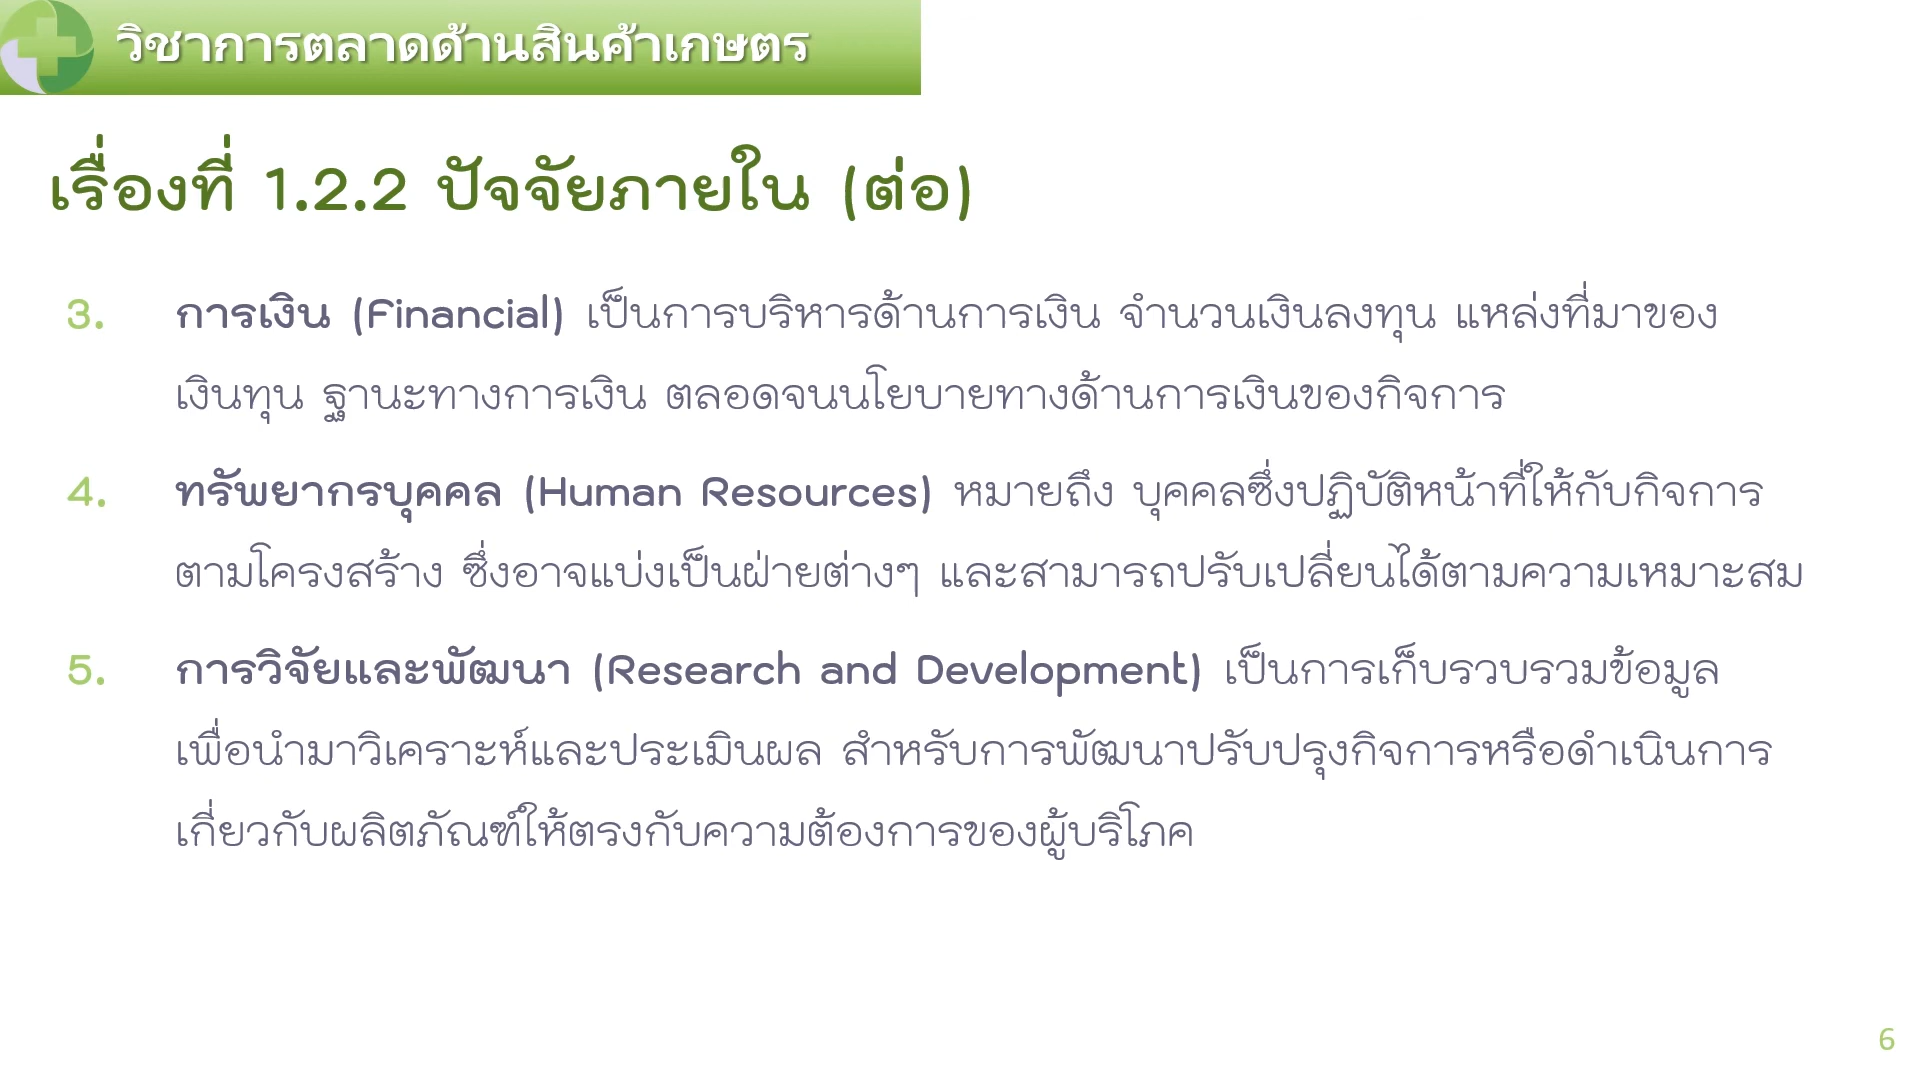 วิชาการตลาดด้านสินค้าเกษตร
เรื่องที่ 1.2.2 ปัจจัยภายใน (ต่อ)
3. การเงิน (Financial) เป็นการบริหารด้านการเงิน จำนวนเงินลงทุน แหล่งที่มาของ
เงินทุน ฐานะทางการเงิน ตลอดจนนโยบายทางด้านการเงินของกิจการ
4. ทรัพยากรบุคคล (Human Resources) หมายถึง บุคคลซึ่งปฏิบัติหน้าที่ให้กับกิจการ
ตามโครงสร้าง ซึ่งอาจแบ่งเป็นฝ่ายต่างๆ และสามารถปรับเปลี่ยนได้ตามความเหมาะสม
5. การวิจัยและพัฒนา (Research and Development) เป็นการเก็บรวบรวมข้อมูล
เพื่อนำมาวิเคราะห์และประเมินผล สำหรับการพัฒนาปรับปรุงกิจการหรือดำเนินการ
เกี่ยวกับผลิตภัณฑ์ให้ตรงกับความต้องการของผู้บริโภค
6